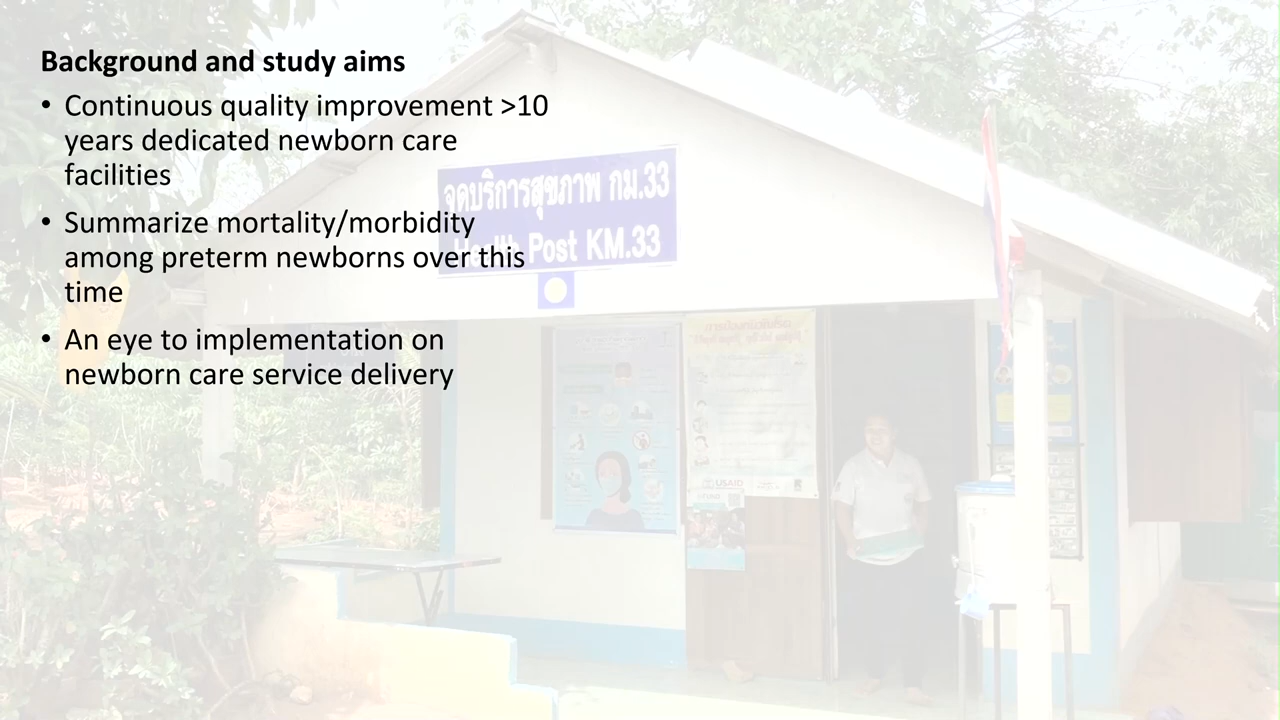 Background and study aims
• Continuous quality improvement >10
years dedicated newborn care
facilities
• Summarize mortality/morbidity
among preterm newborns over this
time
• An eye to implementation on
newborn care service delivery
จุดบริการสุขภาพ กม.33
Health Post KM.33
USAID